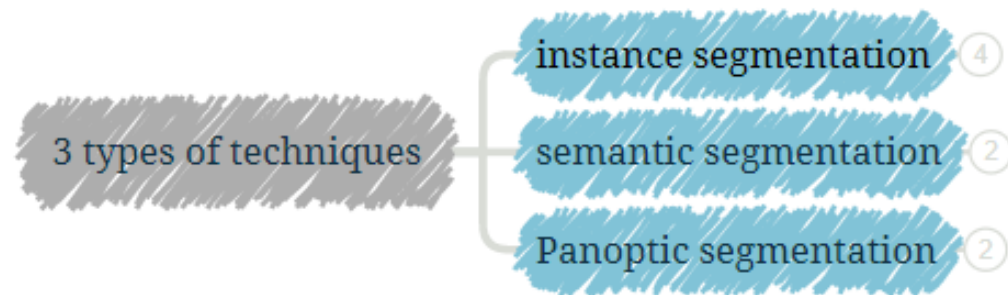 instance segmentation 4
3 types of techniques
semantic segmentation 2
Panoptic segmentation 2